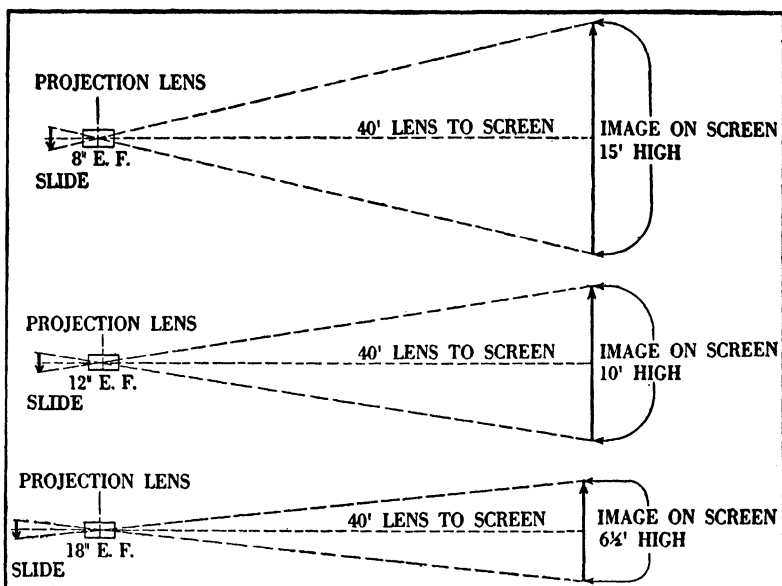 PROJECTION LENS
40' LENS TO SCREEN
IMAGE ON SCREEN
15' HIGH
8" E. F.
SLIDE
PROJECTION LENS
40' LENS TO SCREEN
IMAGE ON SCREEN
10' HIGH
12" E. F.
SLIDE
PROJECTION LENS
40' LENS TO SCREEN
IMAGE ON SCREEN
6½' HIGH
18" E. F.
SLIDE